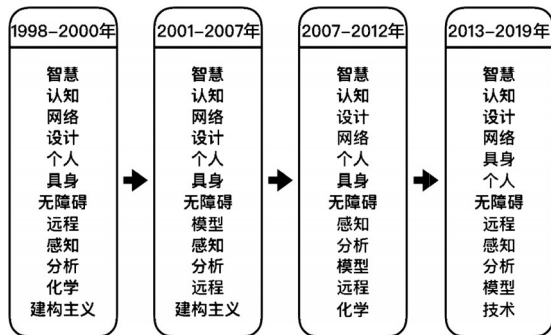 1998-2000年
智慧
认知
网络
设计
个人
具身
无障碍
远程
感知
分析
化学
建构主义
2001-2007年
智慧
认知
网络
设计
个人
具身
无障碍
模型
感知
分析
远程
建构主义
2007-2012年
智慧
认知
设计
网络
个人
具身
无障碍
感知
分析
模型
远程
化学
2013-2019年
智慧
认知
设计
网络
具身
个人
无障碍
远程
感知
分析
模型
技术